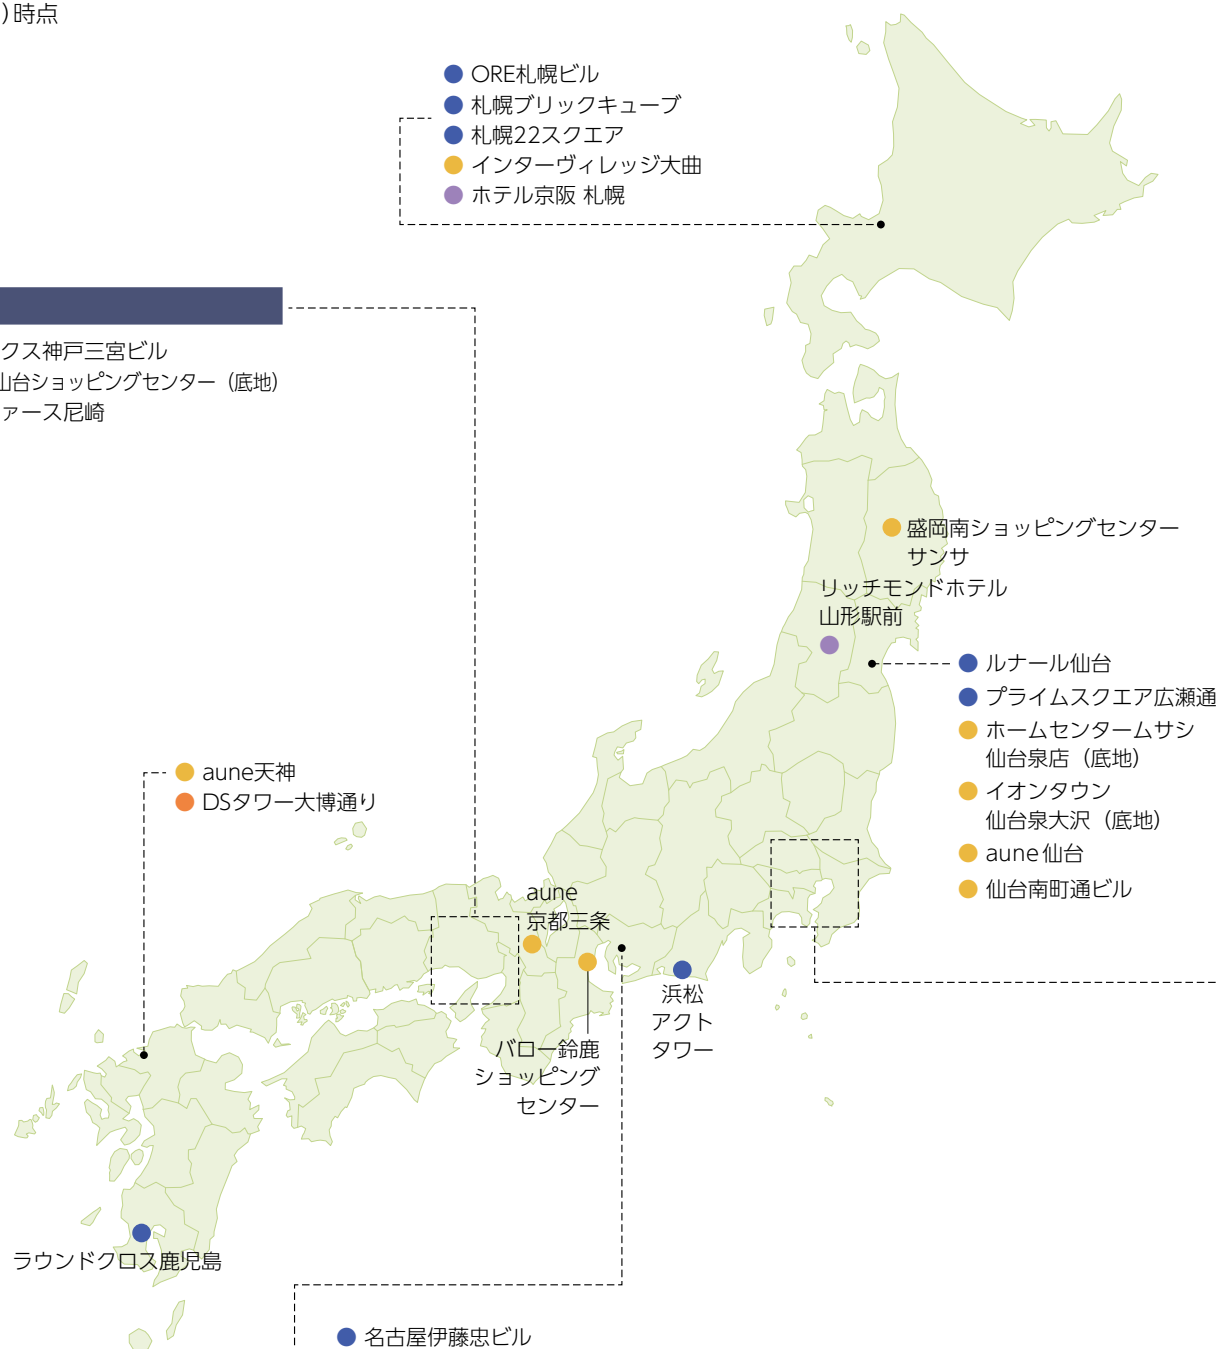 )時点
ORE札幌ビル
札幌ブリックキューブ
札幌22スクエア
インターヴィレッジ大曲
ホテル京阪 札幌
クス神戸三宮ビル
山台ショッピングセンター（底地）
ァース尼崎
盛岡南ショッピングセンター
サンサ
リッチモンドホテル
山形駅前
ルナール仙台
プライムスクエア広瀬通
ホームセンタームサシ
仙台泉店（底地）
イオンタウン
仙台泉大沢（底地）
aune仙台
仙台南町通ビル
aune天神
DSタワー大博通り
aune
京都三条
浜松
アクト
タワー
バロー鈴鹿
ショッピング
センター
ラウンドクロス鹿児島
名古屋伊藤忠ビル